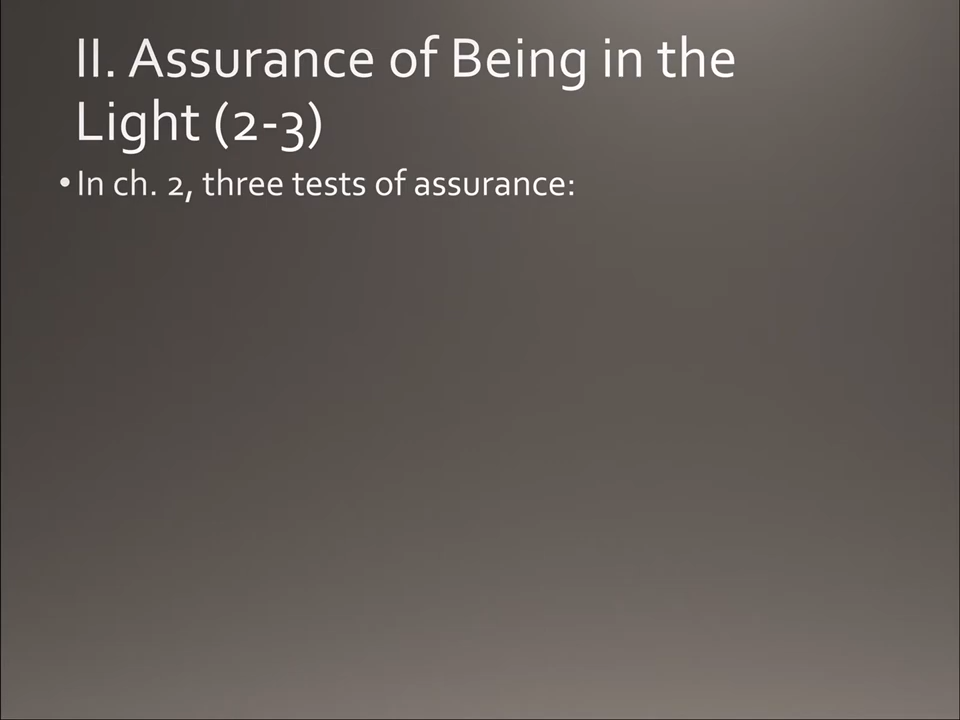 II. Assurance of Being in the
Light (2-3)
• In ch. 2, three tests of assurance: